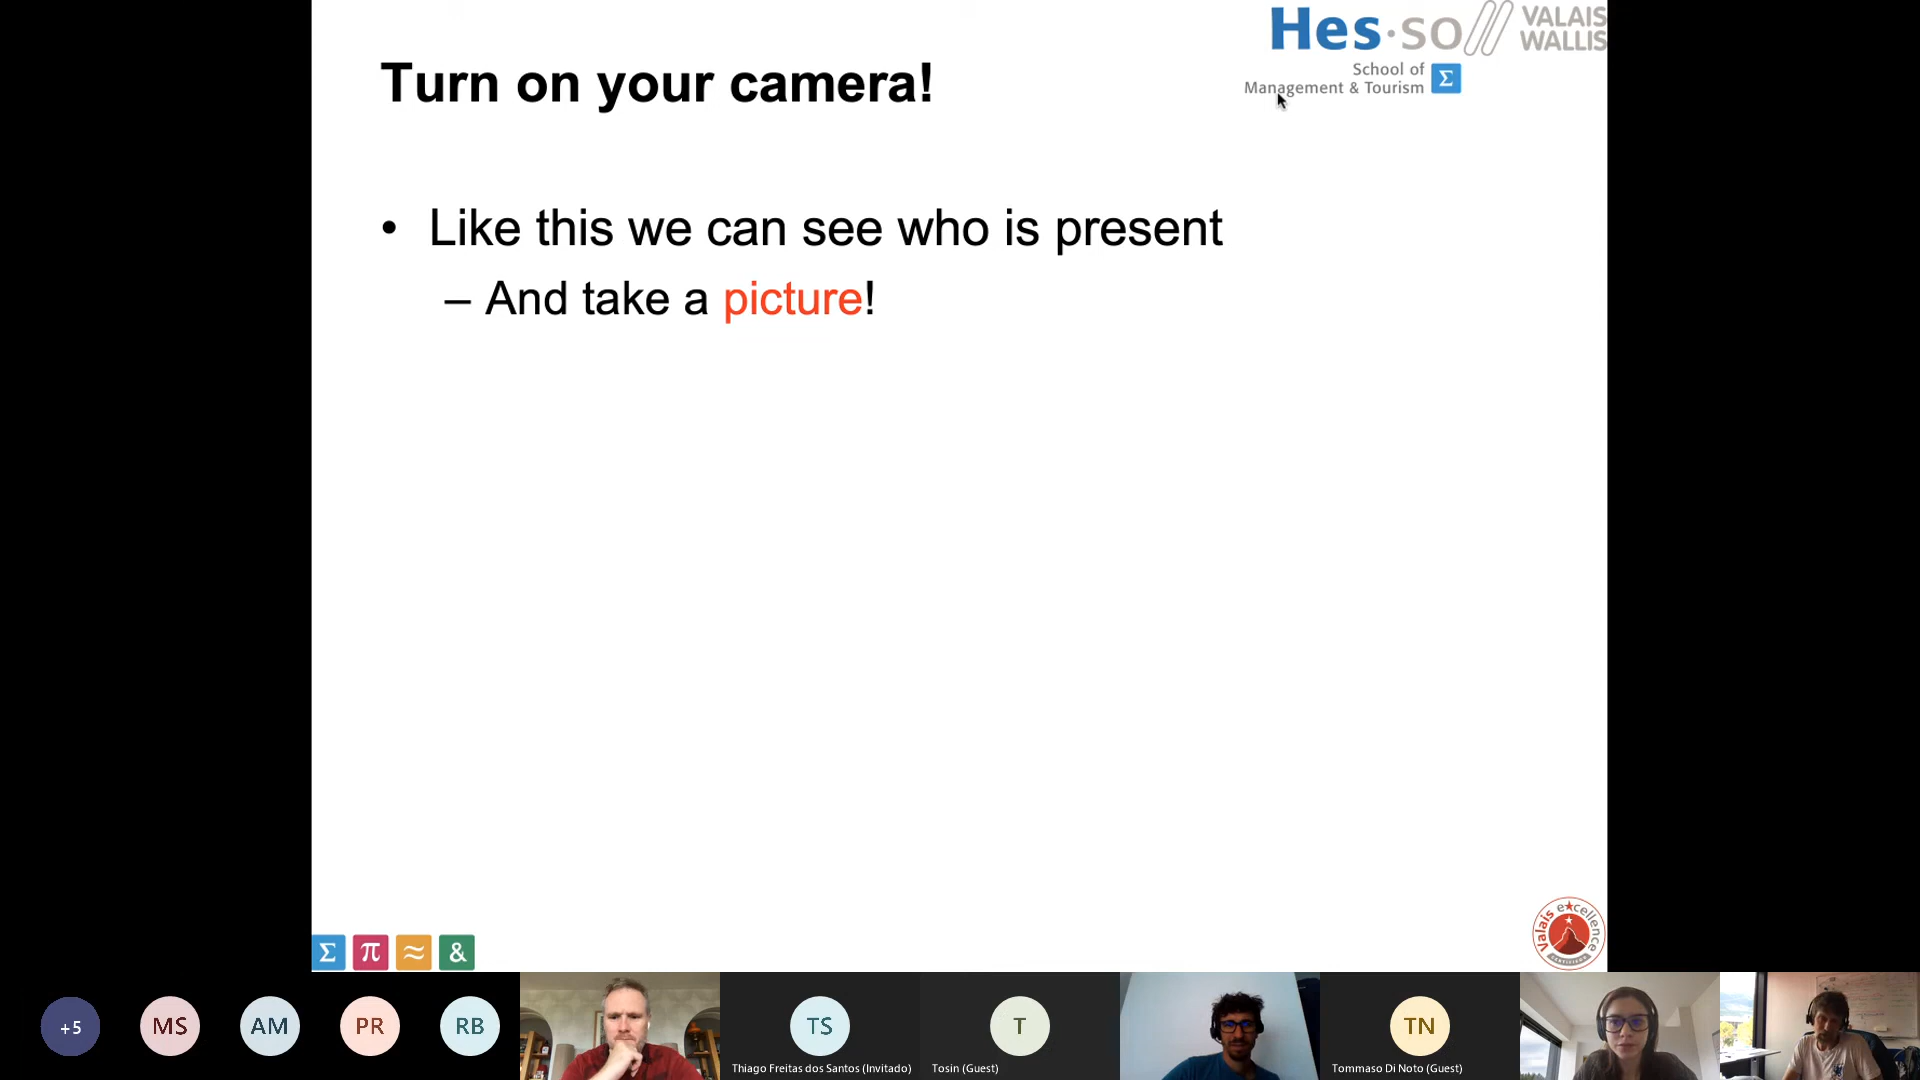 Hes·so VALAIS
WALLIS
School of
Management & Tourism Σ
Turn on your camera!
• Like this we can see who is present
– And take a picture!
Σ π ≈ &
Valais excellence
+5 MS AM PR RB TS T TN
Thiago Freitas dos Santos (Invitado) Tosin (Guest) Tommaso Di Noto (Guest)